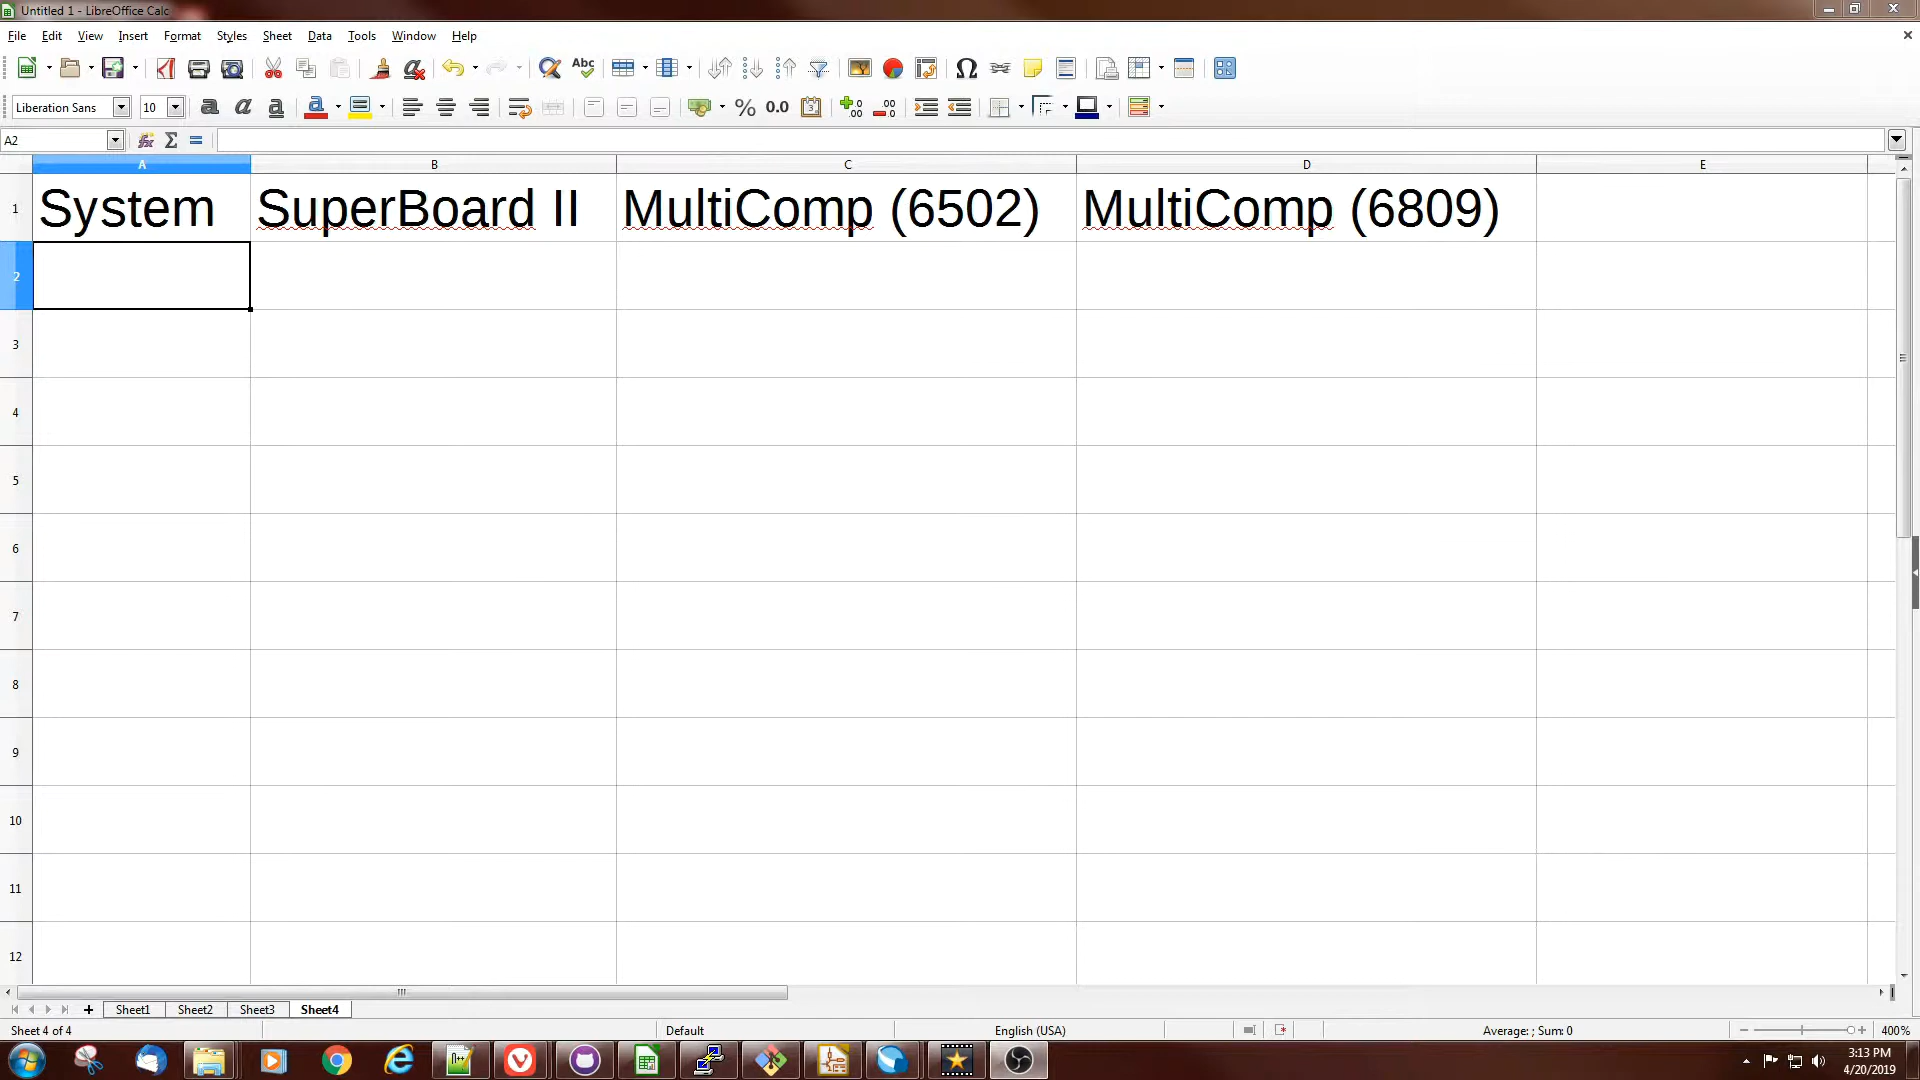 Untitled 1 - LibreOffice Calc
File Edit View Insert Format Styles Sheet Data Tools Window Help
Abc
Liberation Sans 10 % 0.0
A2
A B C D E
1 System SuperBoard II MultiComp (6502) MultiComp (6809)
2
3
4
5
6
7
8
9
10
11
12
Sheet1 Sheet2 Sheet3 Sheet4
Sheet 4 of 4 Default English (USA) Average: ; Sum: 0 400%
3:13 PM
4/20/2019